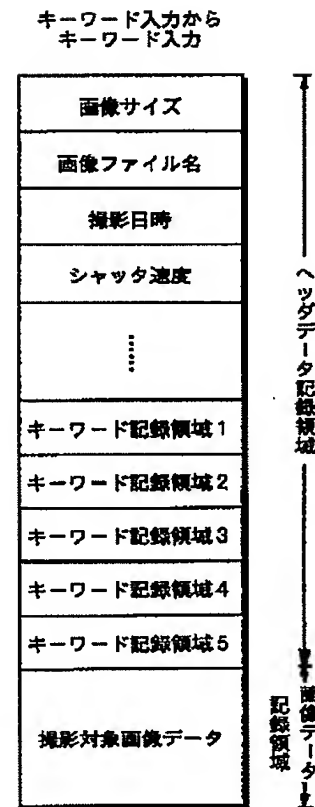 キーワード入力から
キーワード入力
画像サイズ
画像ファイル名
撮影日時
シャッタ速度
……
キーワード記録領域1
キーワード記録領域2
キーワード記録領域3
キーワード記録領域4
キーワード記録領域5
撮影対象画像データ
ヘッダデータ記録領域
画像データ
記録領域